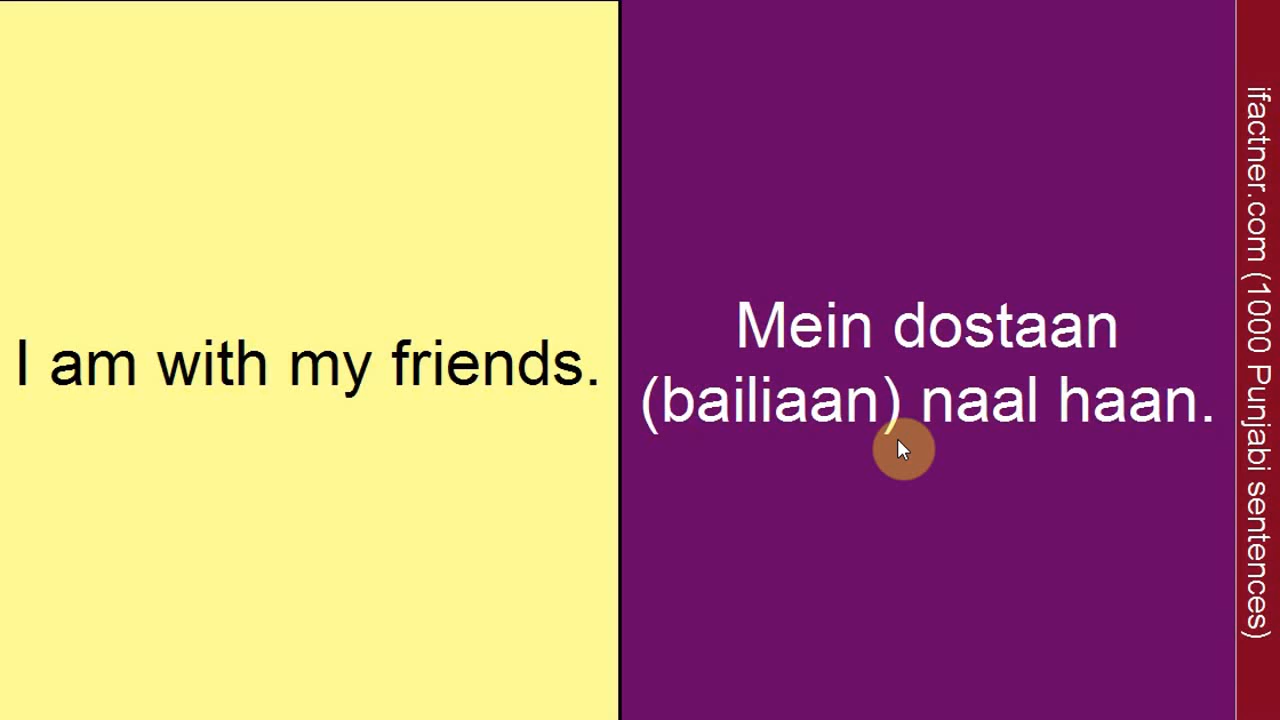 I am with my friends.
Mein dostaan
(bailiaan) naal haan.
ifactner.com (1000 Punjabi sentences)